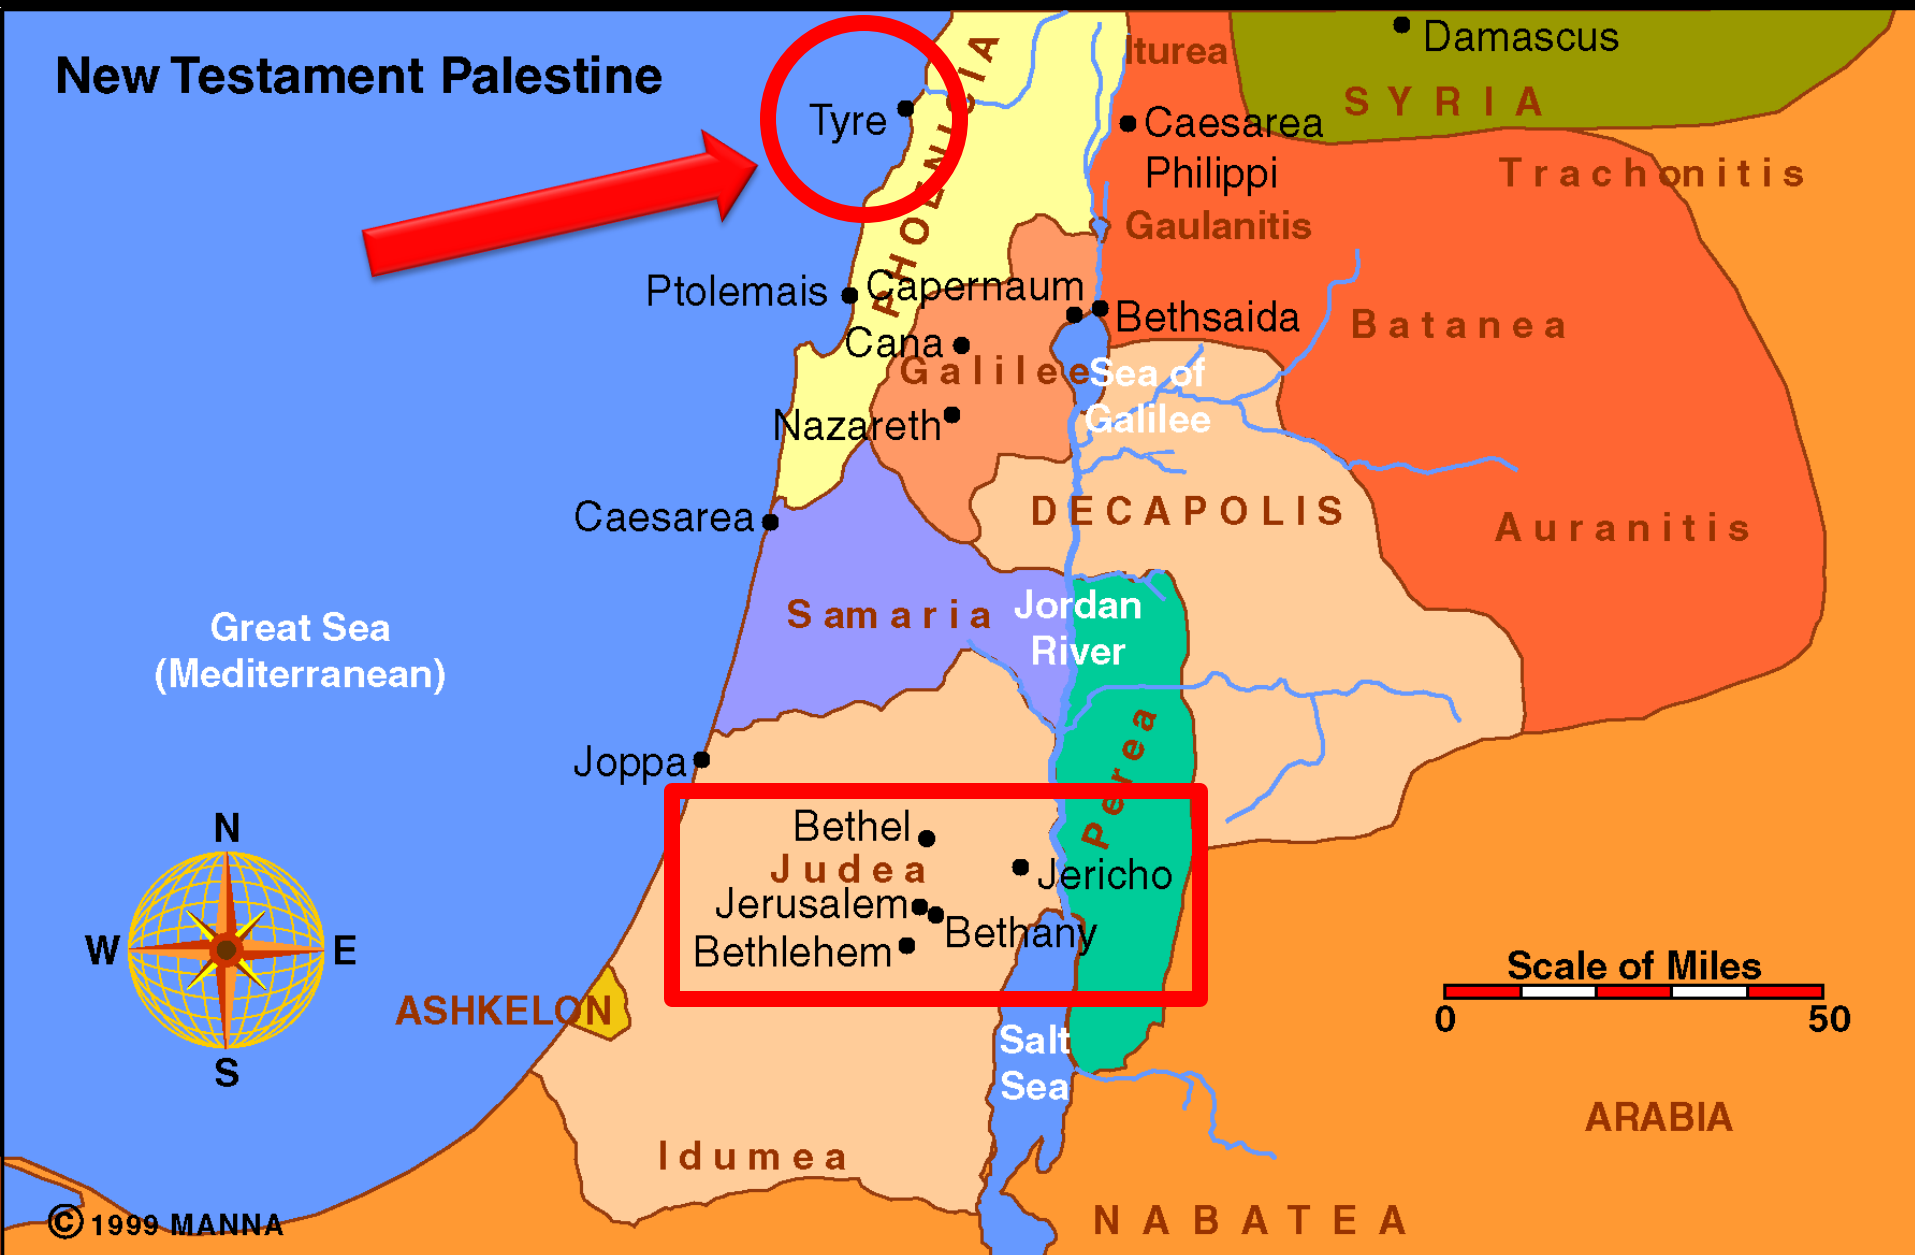 New Testament Palestine
Damascus
Iturea
SYRIA
Tyre
PHOENICIA
Caesarea
Philippi
Trachonitis
Gaulanitis
Ptolemais
Capernaum
Bethsaida
Batanea
Cana
Galilee
Sea of
Galilee
Nazareth
Caesarea
DECAPOLIS
Auranitis
Samaria
Jordan
River
Great Sea
(Mediterranean)
Perea
Joppa
Bethel
Judea
Jericho
Jerusalem
Bethany
Bethlehem
N
W
E
S
ASHKELON
Scale of Miles
0
50
Salt
Sea
ARABIA
Idumea
NABATEA
© 1999 MANNA